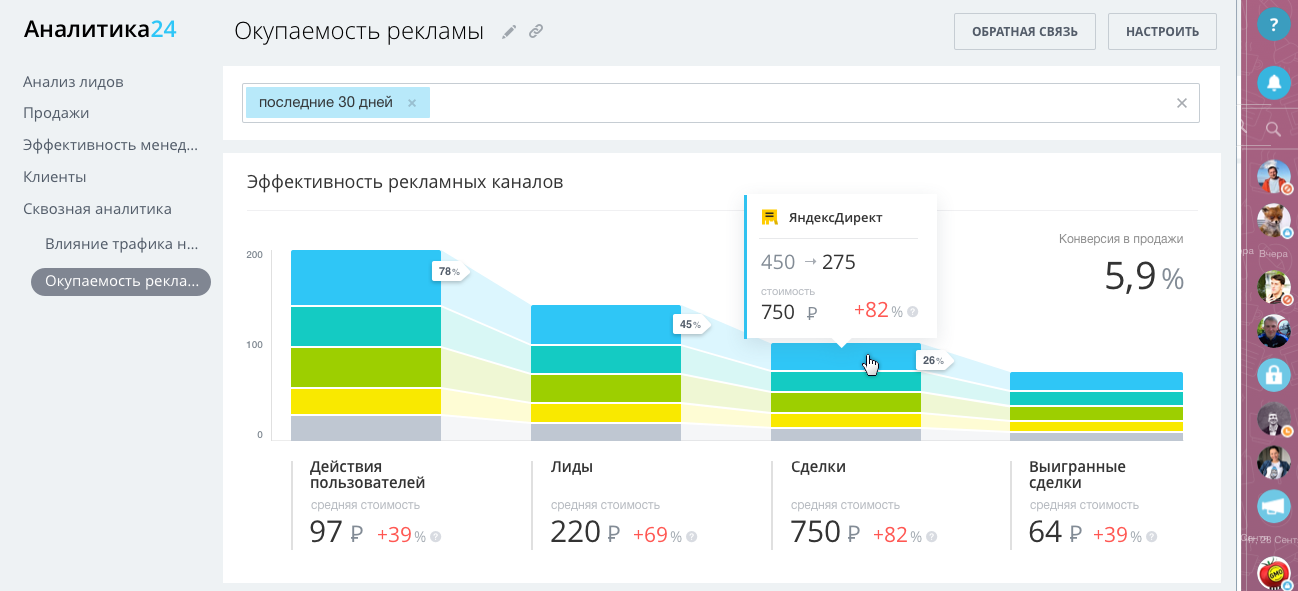 Аналитика24
Анализ лидов
Продажи
Эффективность менед...
Клиенты
Сквозная аналитика
Влияние трафика н...
Окупаемость рекла...
Окупаемость рекламы
ОБРАТНАЯ СВЯЗЬ
НАСТРОИТЬ
последние 30 дней ×
Эффективность рекламных каналов
200
100
0
78%
45%
26%
ЯндексДирект
450 → 275
стоимость
750 ₽ +82% ?
Конверсия в продажи
5,9 %
Действия
пользователей
средняя стоимость
97 ₽ +39% ?
Лиды
средняя стоимость
220 ₽ +69% ?
Сделки
средняя стоимость
750 ₽ +82% ?
Выигранные
сделки
средняя стоимость
64 ₽ +39% ?
?
Вчера
GMO